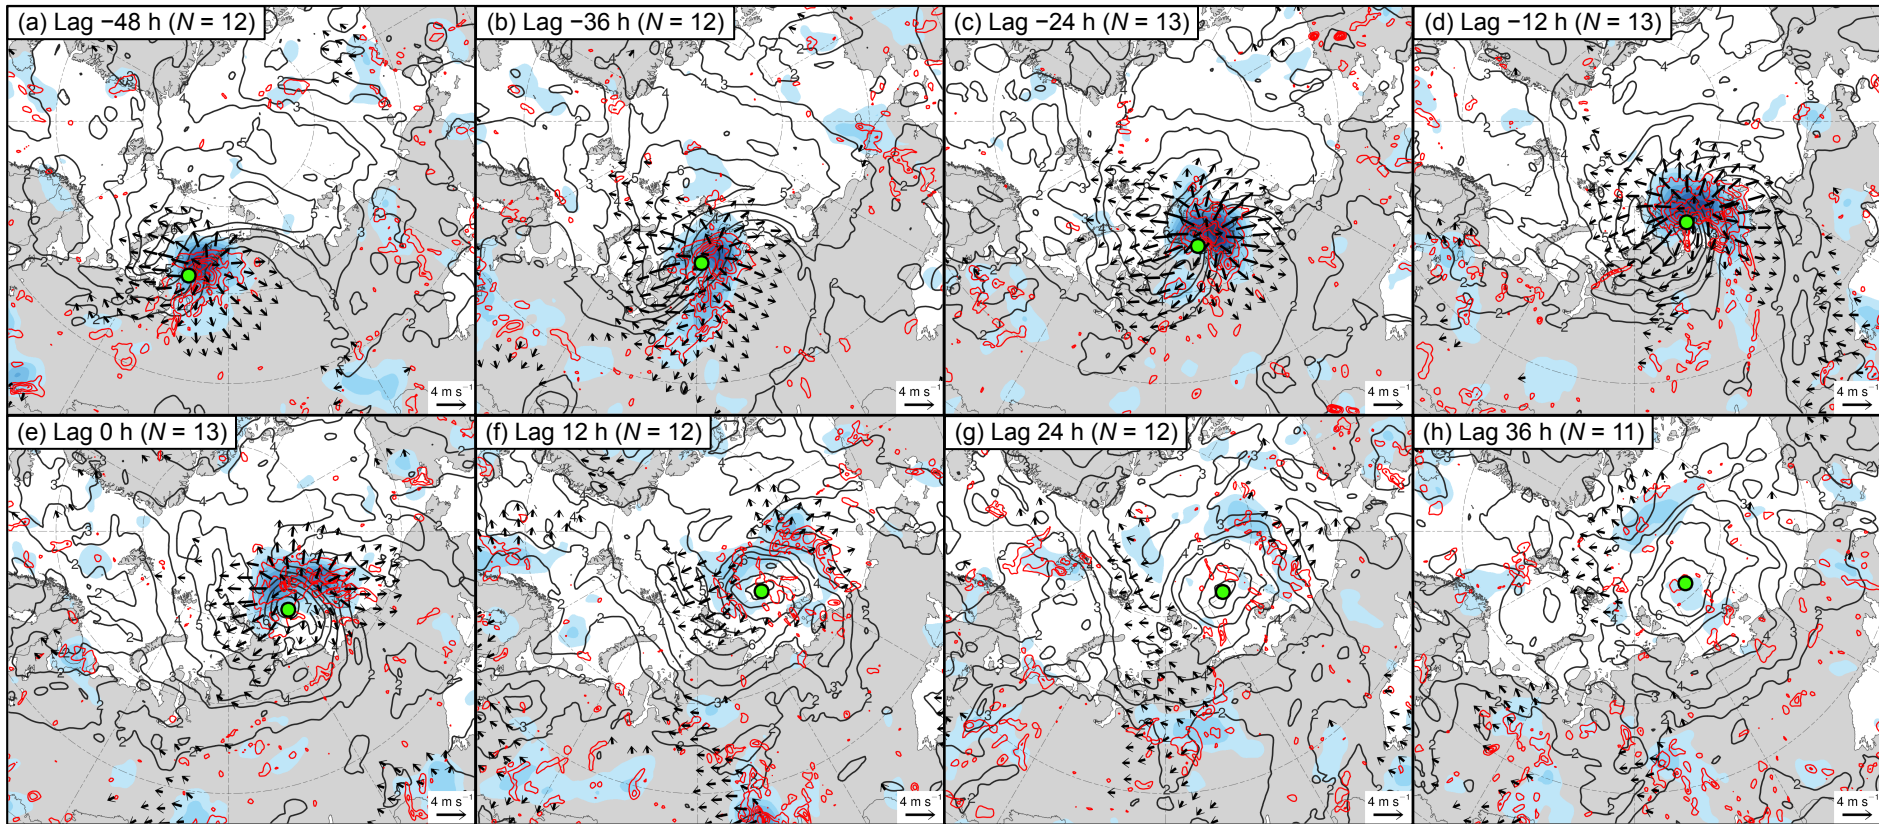 (a) Lag −48 h (N = 12)
(b) Lag −36 h (N = 12)
(c) Lag −24 h (N = 13)
(d) Lag −12 h (N = 13)
4 m s⁻¹
4 m s⁻¹
4 m s⁻¹
4 m s⁻¹
(e) Lag 0 h (N = 13)
(f) Lag 12 h (N = 12)
(g) Lag 24 h (N = 12)
(h) Lag 36 h (N = 11)
4 m s⁻¹
4 m s⁻¹
4 m s⁻¹
4 m s⁻¹